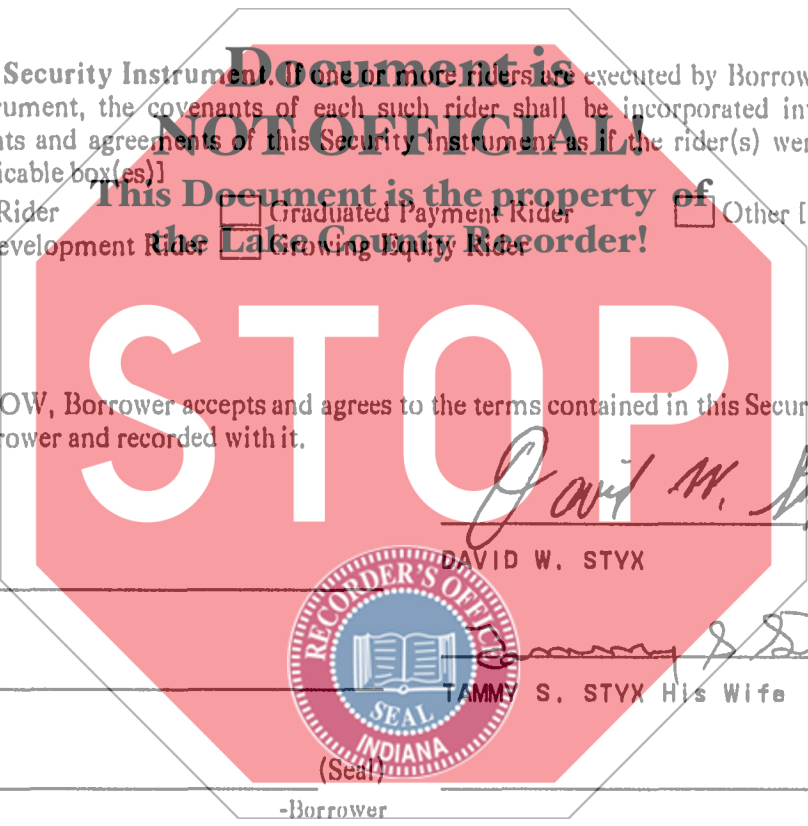 Document is
Security Instrument. If one or more riders are executed by Borrow
rument, the covenants of each such rider shall be incorporated in
NOT OFFICIAL!
nts and agreements of this Security Instrument as if the rider(s) wer
icable box(es)]
This Document is the property of
Rider Graduated Payment Rider Other [
the Lake County Recorder!
evelopment Rider Growing Equity Rider
STOP
OW, Borrower accepts and agrees to the terms contained in this Secur
rower and recorded with it.
David W.
DAVID W. STYX
RECORDER'S OFFICE
SEAL
INDIANA
TAMMY S. STYX His Wife
(Seal)
-Borrower